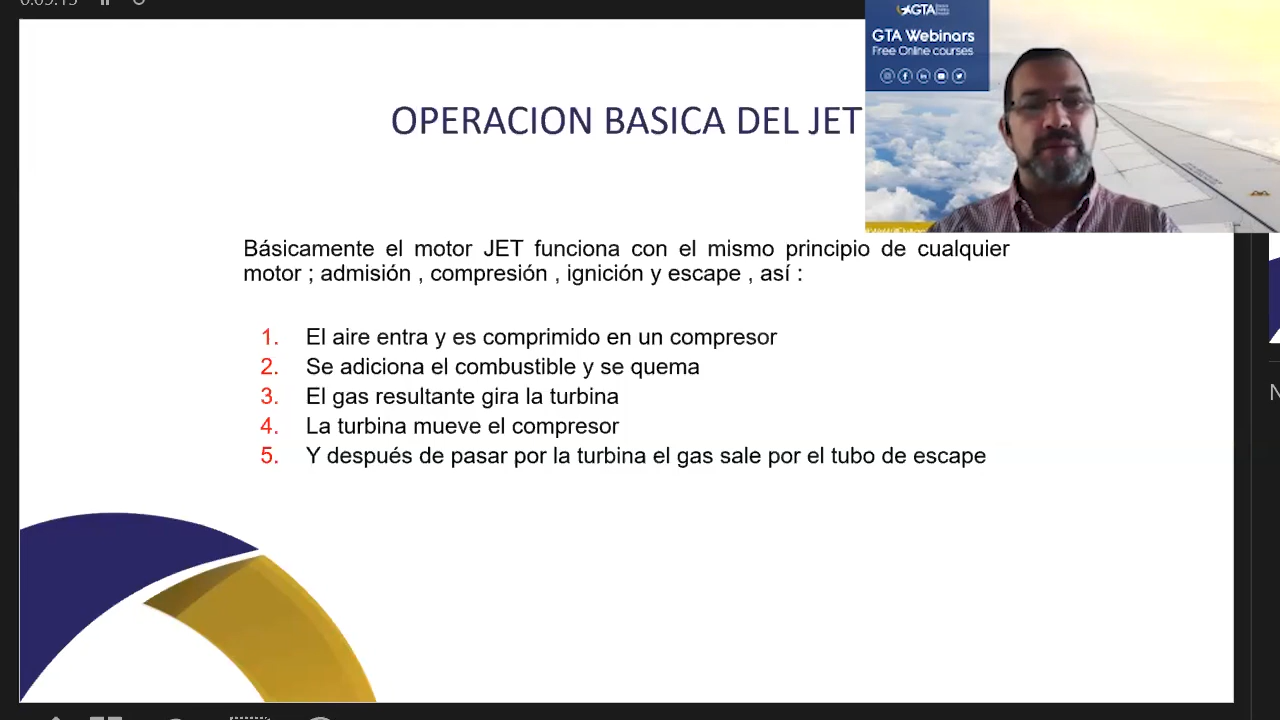 GTA
GTA Webinars
Free Online courses
OPERACION BASICA DEL JET
Básicamente el motor JET funciona con el mismo principio de cualquier
motor ; admisión , compresión , ignición y escape , así :
1. El aire entra y es comprimido en un compresor
2. Se adiciona el combustible y se quema
3. El gas resultante gira la turbina
4. La turbina mueve el compresor
5. Y después de pasar por la turbina el gas sale por el tubo de escape